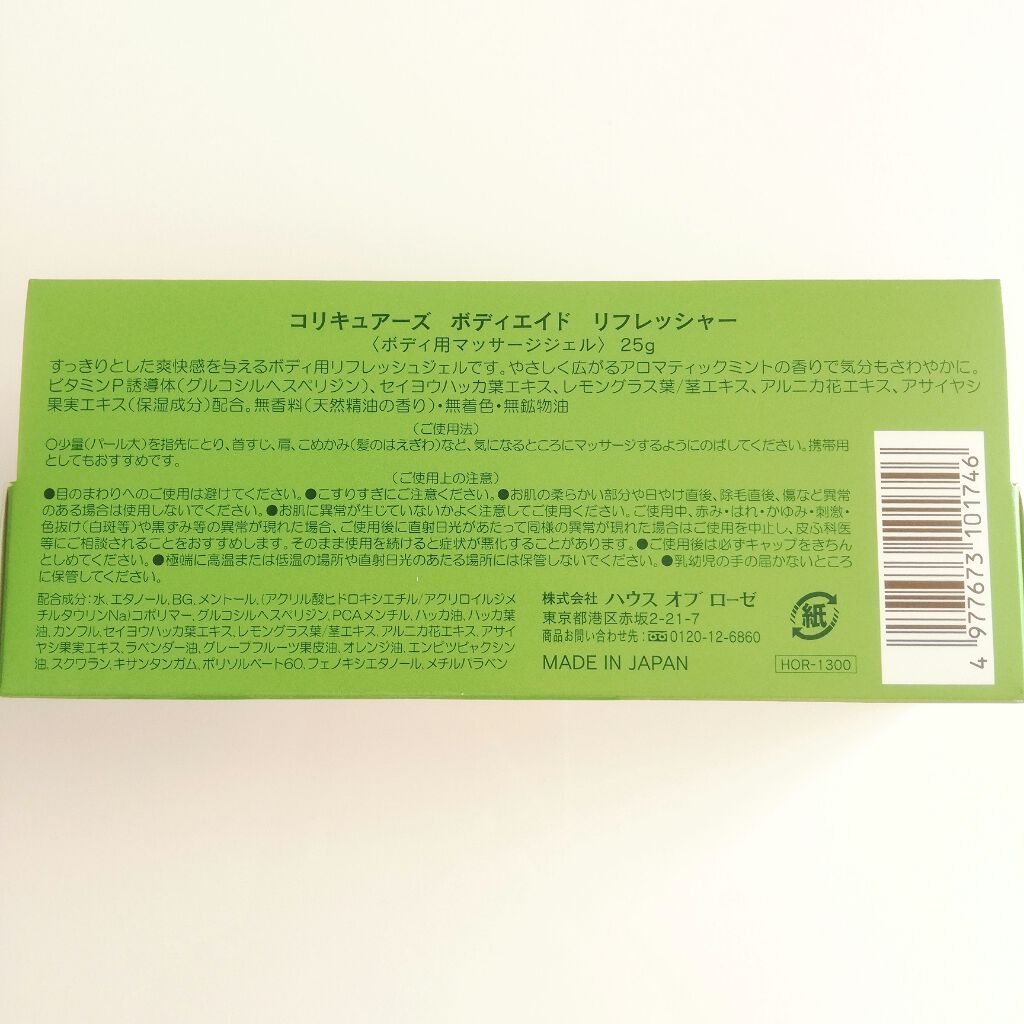 コリキュアーズ ボディエイド リフレッシャー
〈ボディ用マッサージジェル〉 25g
すっきりとした爽快感を与えるボディ用リフレッシュジェルです。やさしく広がるアロマティックミントの香りで気分もさわやかに。
ビタミンP誘導体(グルコシルヘスペリジン)、セイヨウハッカ葉エキス、レモングラス葉/茎エキス、アルニカ花エキス、アサイヤシ
果実エキス(保湿成分)配合。無香料(天然精油の香り)・無着色・無鉱物油
〈ご使用法〉
○少量(パール大)を指先にとり、首すじ、肩、こめかみ(髪のはえぎわ)など、気になるところにマッサージするようにのばしてください。携帯用
としてもおすすめです。
〈ご使用上の注意〉
●目のまわりへのご使用は避けてください。●こすりすぎにご注意ください。●お肌の柔らかい部分や日やけ直後、除毛直後、傷など異常
のある場合は使用しないでください。●お肌に異常が生じていないかよく注意してご使用ください。ご使用中、赤み・はれ・かゆみ・刺激・
色抜け(白斑等)や黒ずみ等の異常が現れた場合、ご使用後に直射日光があたって同様の異常が現れた場合はご使用を中止し、皮ふ科医
等にご相談されることをおすすめします。そのまま使用を続けると症状が悪化することがあります。●ご使用後は必ずキャップをきちん
としめてください。●極端に高温または低温の場所や直射日光のあたる場所には保管しないでください。●乳幼児の手の届かないところ
に保管してください。
配合成分:水、エタノール、BG、メントール、(アクリル酸ヒドロキシエチル/アクリロイルジメ
チルタウリンNa)コポリマー、グルコシルヘスペリジン、PCAメンチル、ハッカ油、ハッカ葉
油、カンフル、セイヨウハッカ葉エキス、レモングラス葉/茎エキス、アルニカ花エキス、アサイ
ヤシ果実エキス、ラベンダー油、グレープフルーツ果皮油、オレンジ油、エンピツビャクシン
油、スクワラン、キサンタンガム、ポリソルベート60、フェノキシエタノール、メチルパラベン
株式会社 ハウス オブ ローゼ
東京都港区赤坂2-21-7
商品お問い合わせ先:0120-12-6860
MADE IN JAPAN
紙
HOR-1300
4 977673 101746